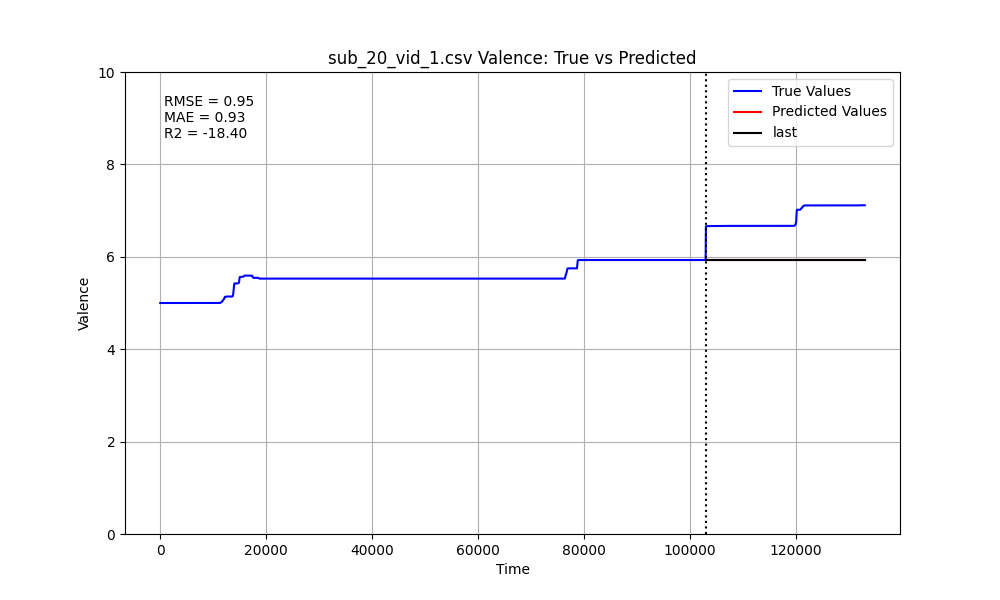 sub_20_vid_1.csv Valence: True vs Predicted
RMSE = 0.95
MAE = 0.93
R2 = -18.40
True Values
Predicted Values
last
10
8
6
4
2
0
Valence
0
20000
40000
60000
80000
100000
120000
Time